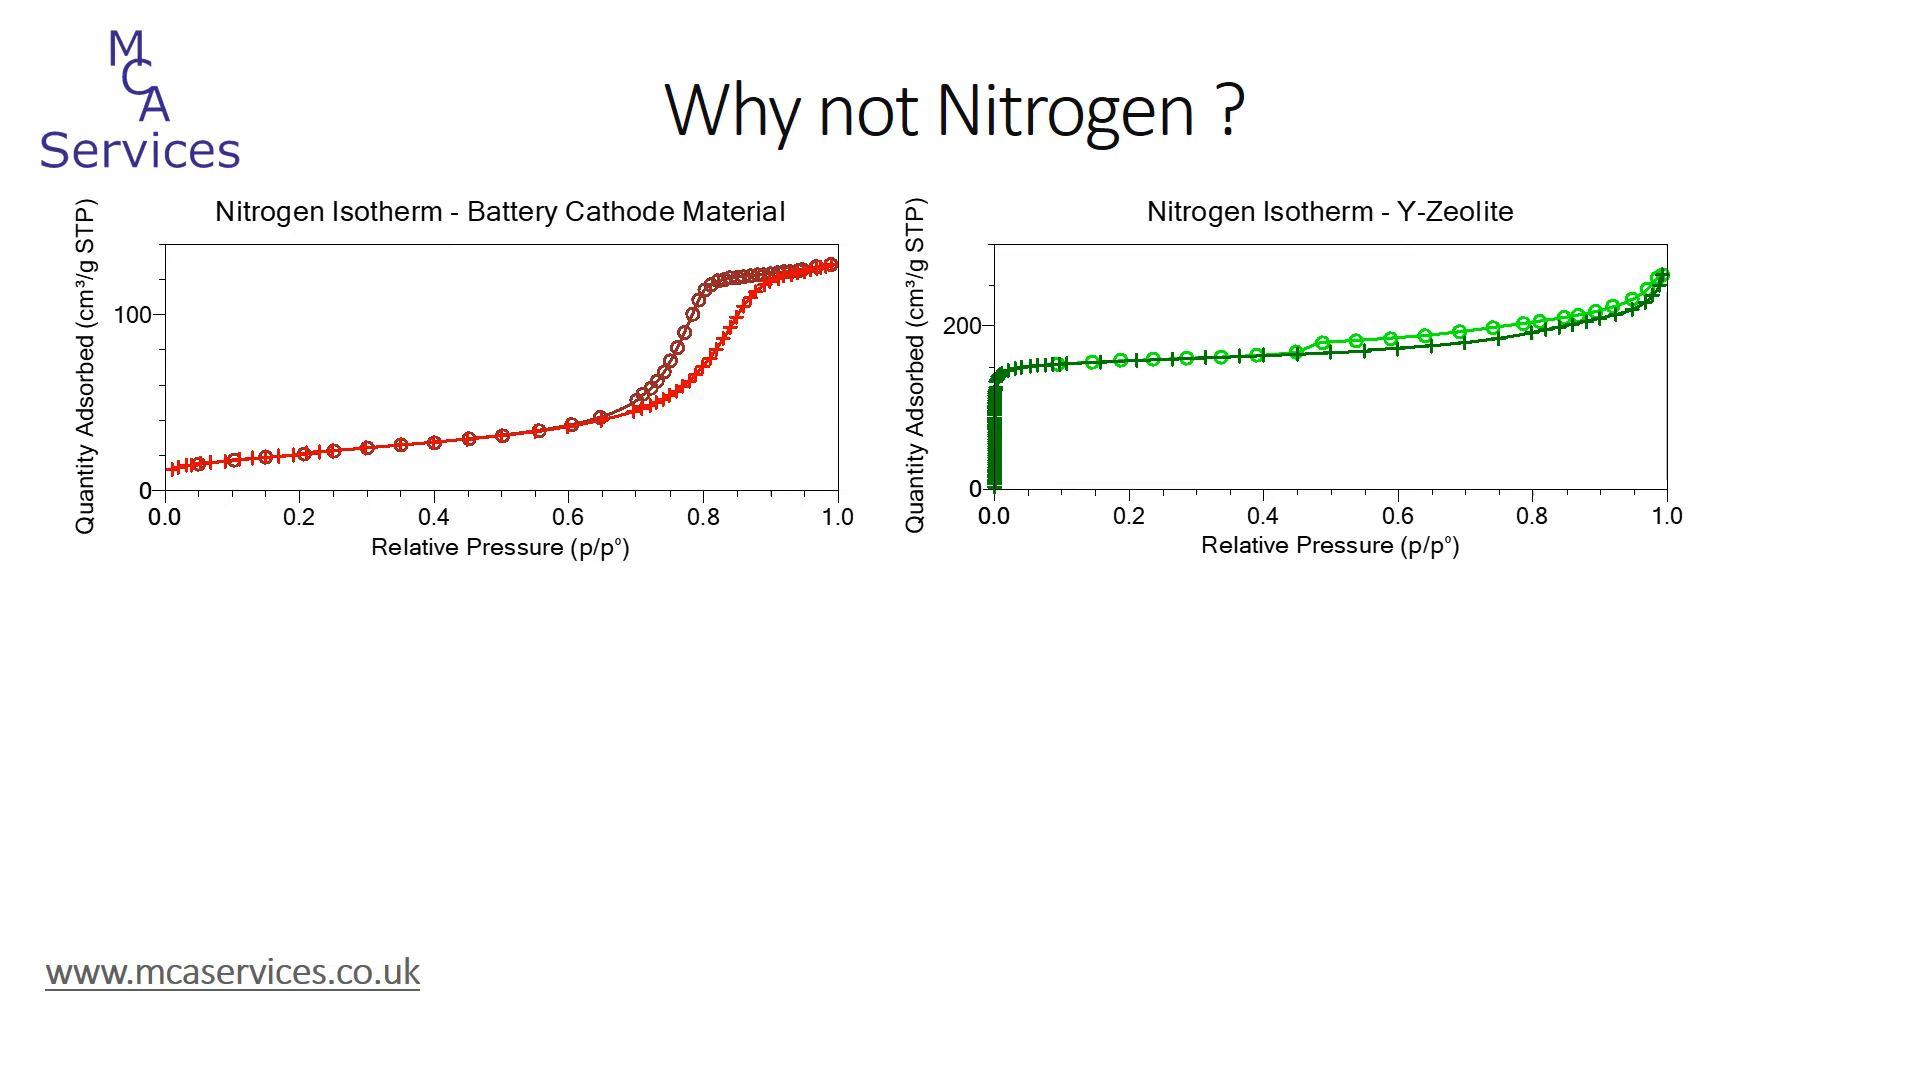 M
C
A
Services
Why not Nitrogen ?
Nitrogen Isotherm - Battery Cathode Material
Quantity Adsorbed (cm³/g STP)
100
0
0.0 0.2 0.4 0.6 0.8 1.0
Relative Pressure (p/p°)
Nitrogen Isotherm - Y-Zeolite
Quantity Adsorbed (cm³/g STP)
200
0
0.0 0.2 0.4 0.6 0.8 1.0
Relative Pressure (p/p°)
www.mcaservices.co.uk